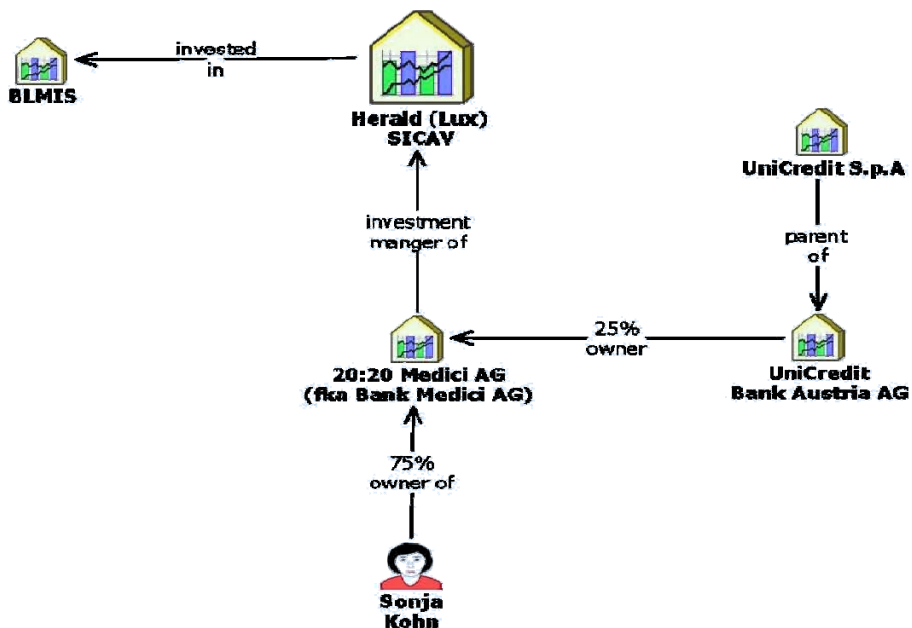 invested
in
BLMIS
Herald (Lux)
SICAV
UniCredit S.p.A
investment
manger of
parent
of
25%
owner
20:20 Medici AG
(fka Bank Medici AG)
UniCredit
Bank Austria AG
75%
owner of
Sonja
Kohn